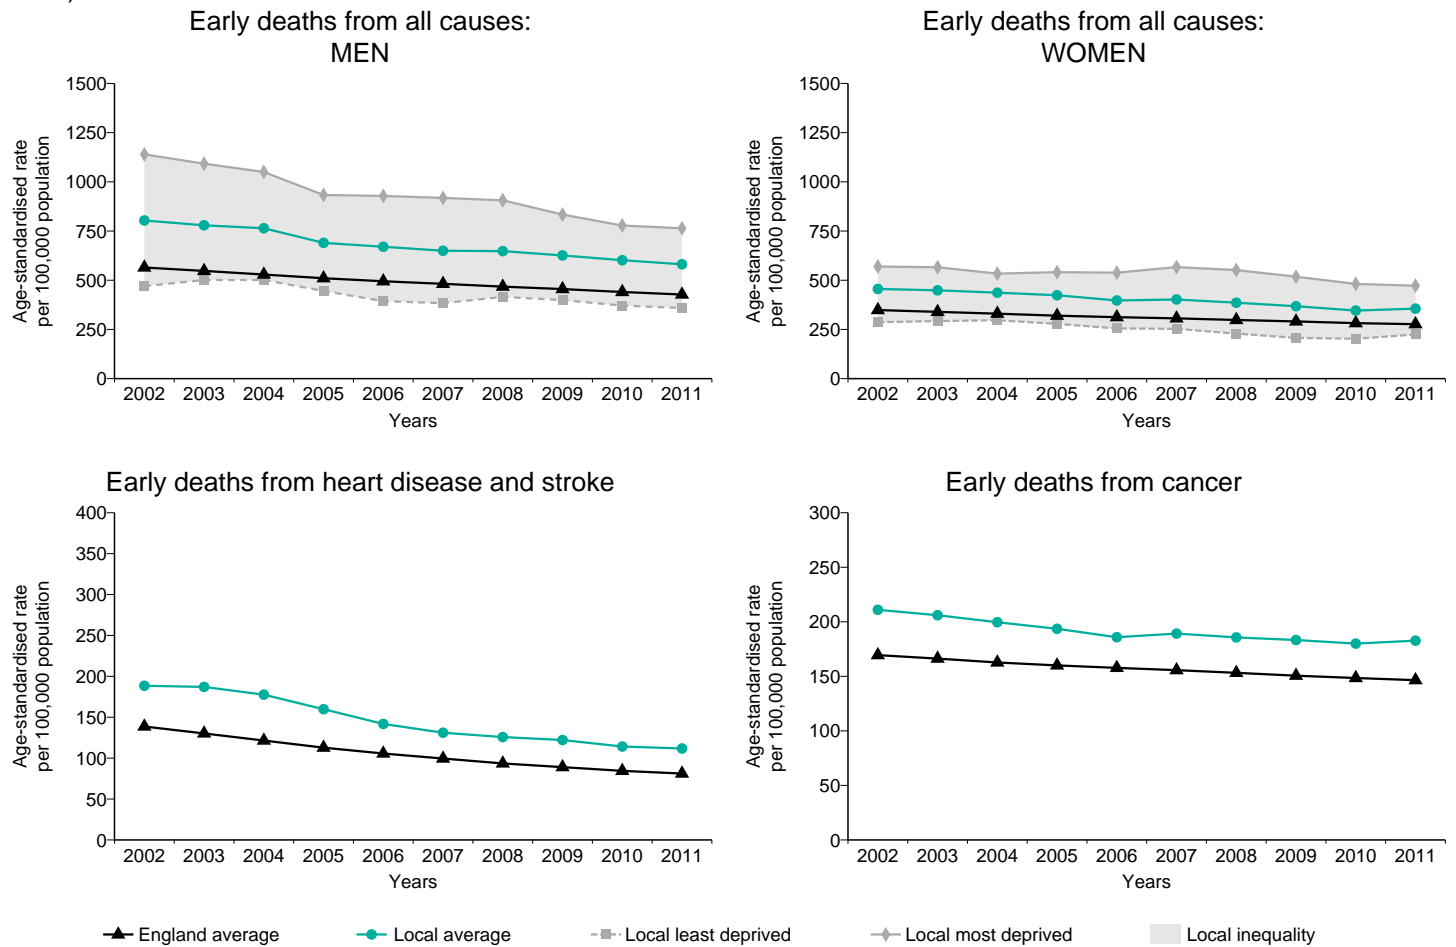 Early deaths from all causes:
MEN
Age-standardised rate
per 100,000 population
1500
1250
1000
750
500
250
0
2002 2003 2004 2005 2006 2007 2008 2009 2010 2011
Years
Early deaths from all causes:
WOMEN
Age-standardised rate
per 100,000 population
1500
1250
1000
750
500
250
0
2002 2003 2004 2005 2006 2007 2008 2009 2010 2011
Years
Early deaths from heart disease and stroke
Age-standardised rate
per 100,000 population
400
350
300
250
200
150
100
50
0
2002 2003 2004 2005 2006 2007 2008 2009 2010 2011
Years
Early deaths from cancer
Age-standardised rate
per 100,000 population
300
250
200
150
100
50
0
2002 2003 2004 2005 2006 2007 2008 2009 2010 2011
Years
England average Local average Local least deprived Local most deprived Local inequality